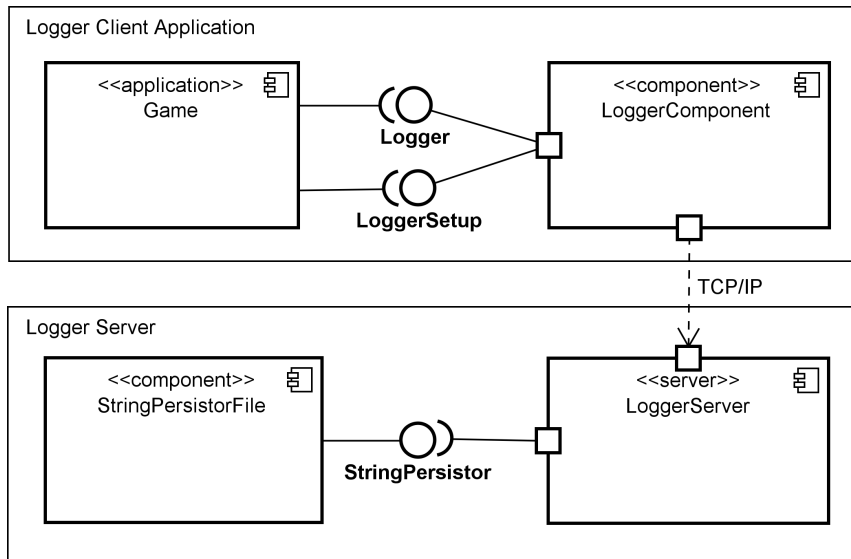 Logger Client Application
<<application>>
Game
Logger
LoggerSetup
<<component>>
LoggerComponent
TCP/IP
Logger Server
<<component>>
StringPersistorFile
StringPersistor
<<server>>
LoggerServer